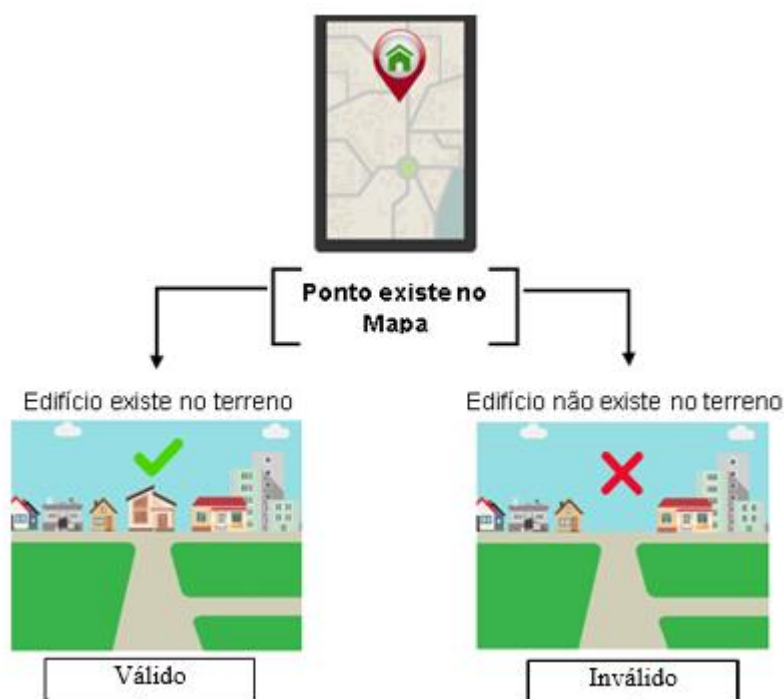 Ponto existe no
Mapa
Edifício existe no terreno
Edifício não existe no terreno
Válido
Inválido